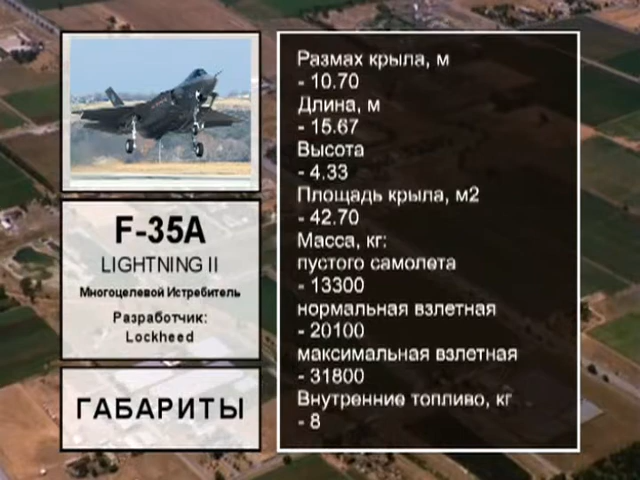 F-35A
LIGHTNING II
Многоцелевой Истребитель
Разработчик:
Lockheed
ГАБАРИТЫ
Размах крыла, м
- 10.70
Длина, м
- 15.67
Высота
- 4.33
Площадь крыла, м2
- 42.70
Масса, кг:
пустого самолета
- 13300
нормальная взлетная
- 20100
максимальная взлетная
- 31800
Внутренние топливо, кг
- 8